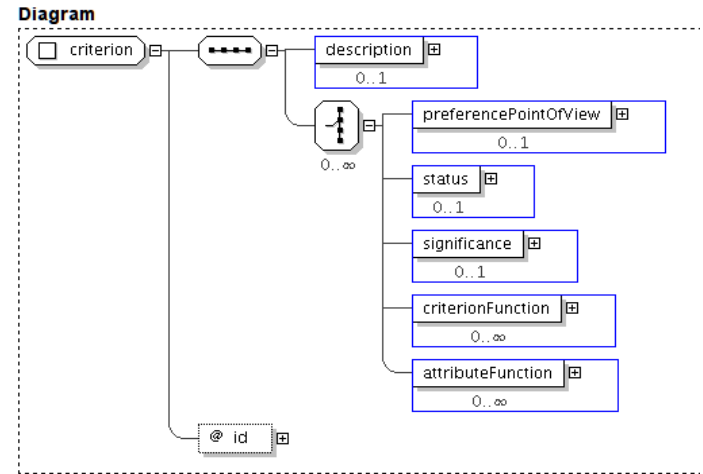 Diagram
criterion
description
0..1
0..∞
preferencePointOfView
0..1
status
0..1
significance
0..1
criterionFunction
0..∞
attributeFunction
0..∞
@ id